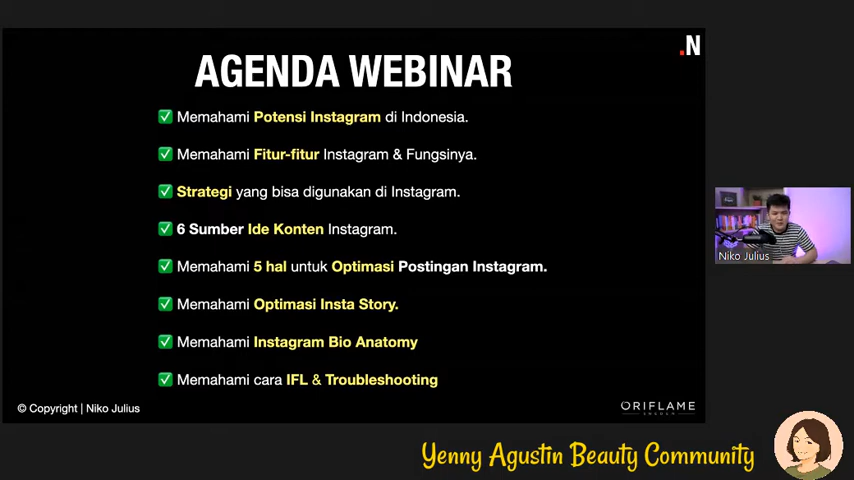 .N
AGENDA WEBINAR
✅ Memahami Potensi Instagram di Indonesia.
✅ Memahami Fitur-fitur Instagram & Fungsinya.
✅ Strategi yang bisa digunakan di Instagram.
✅ 6 Sumber Ide Konten Instagram.
✅ Memahami 5 hal untuk Optimasi Postingan Instagram.
✅ Memahami Optimasi Insta Story.
✅ Memahami Instagram Bio Anatomy
✅ Memahami cara IFL & Troubleshooting
© Copyright | Niko Julius
ORIFLAME
SWEDEN
Niko Julius
Yenny Agustin Beauty Community